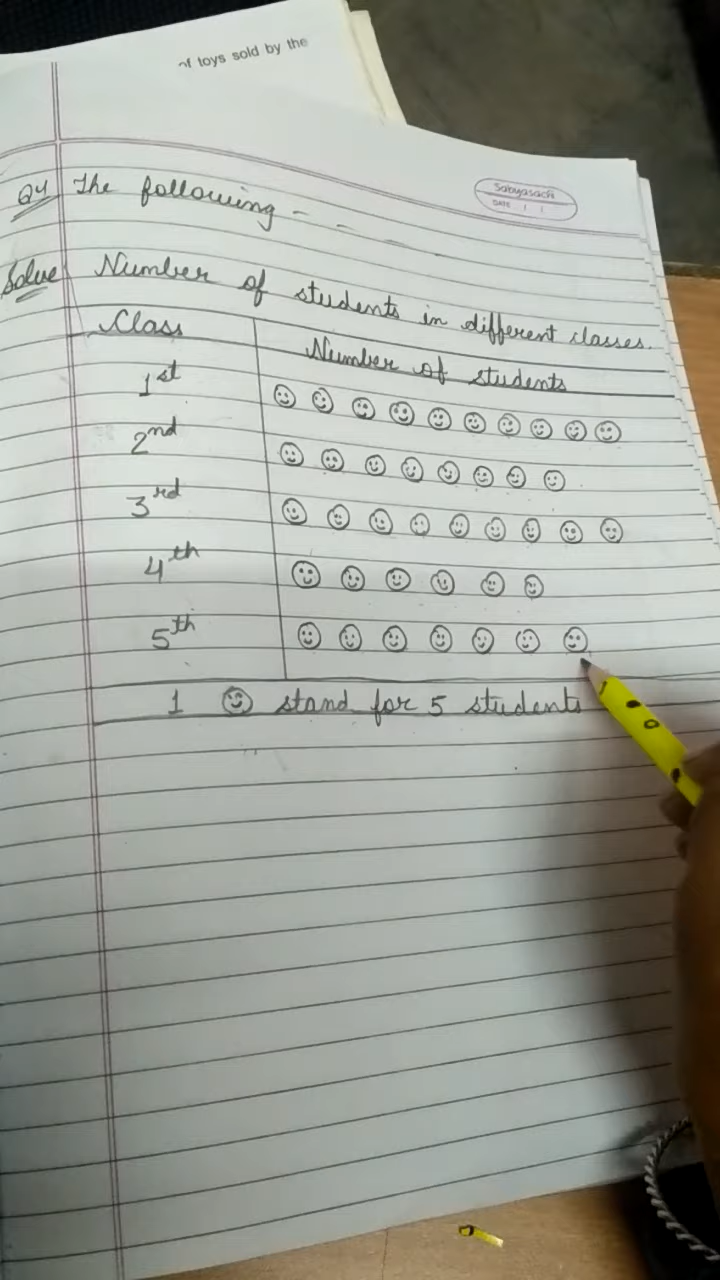 of toys sold by the
Sabyasachi
DATE
Q4 The following - - ——
Solve Number of students in different classes.
Class Number of students
1st
2nd
3rd
4th
5th
1 stand for 5 students